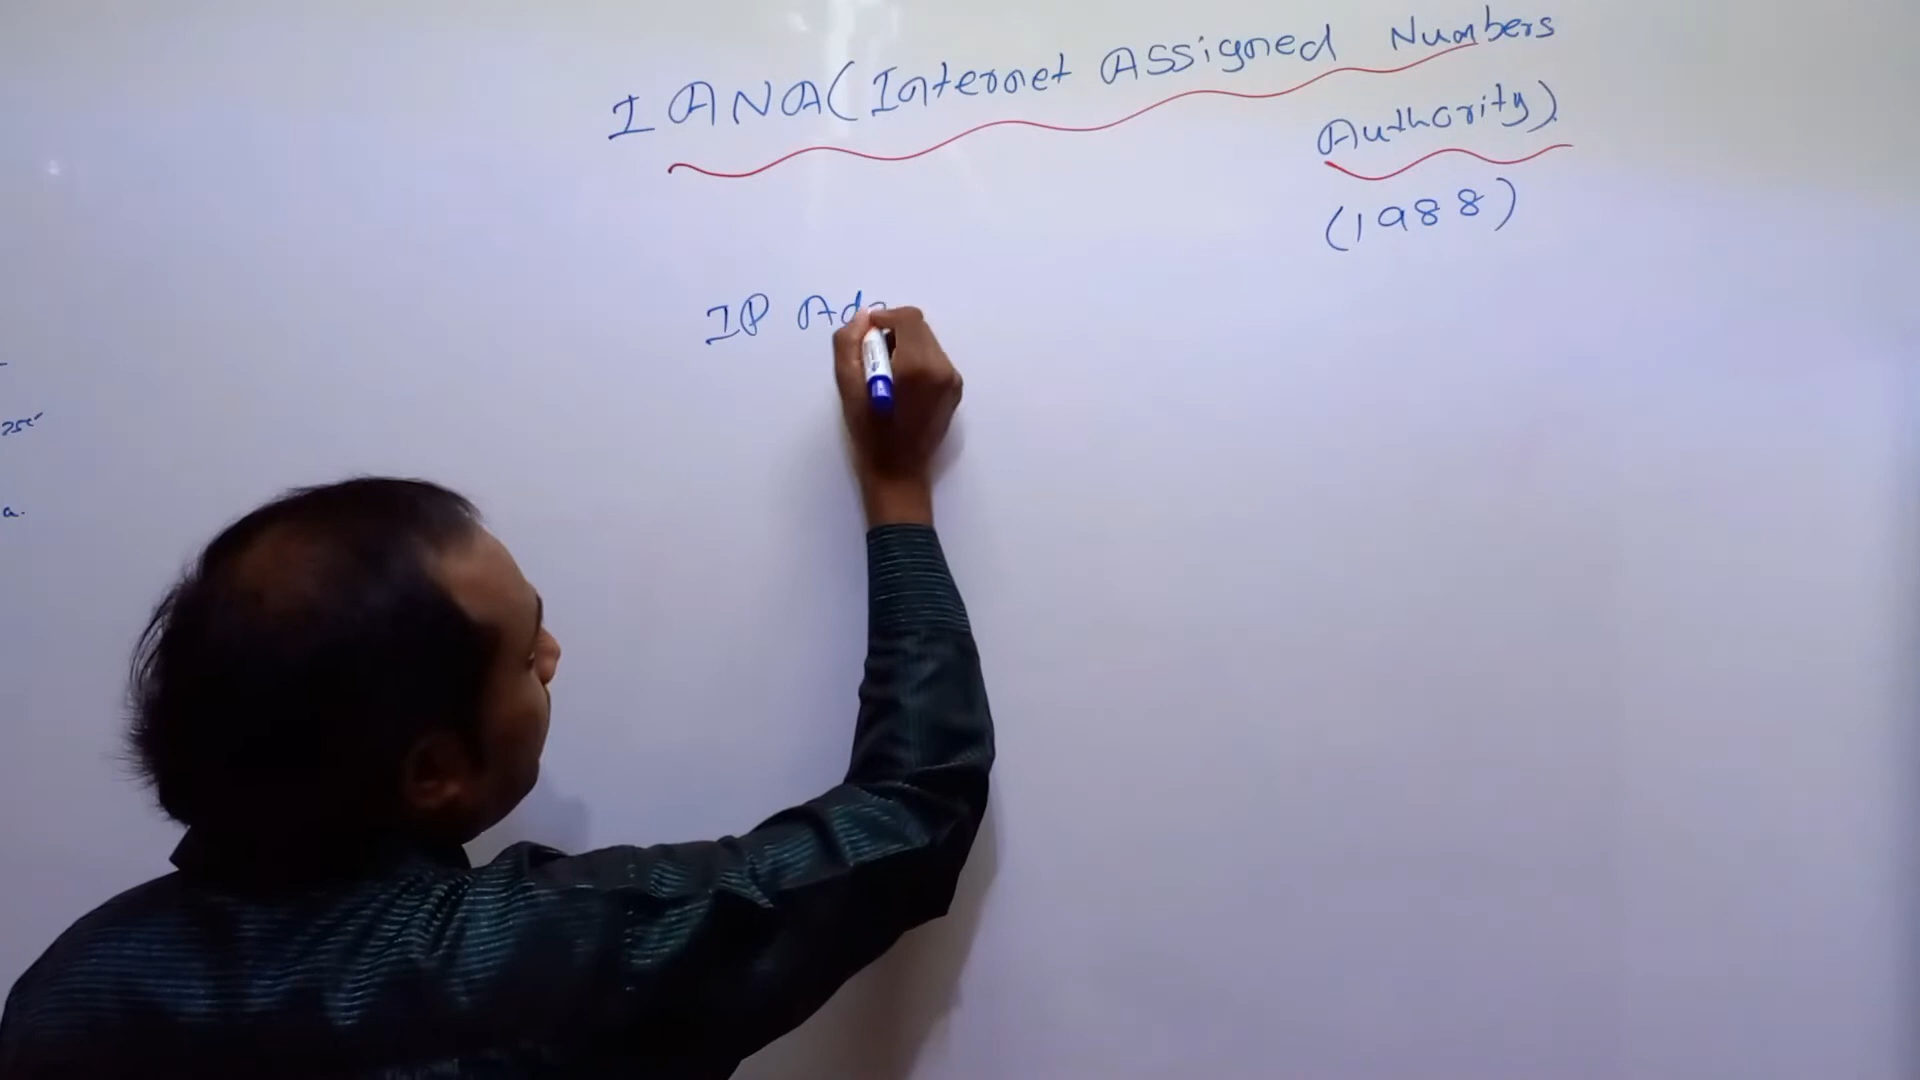 IANA (Internet Assigned Numbers
Authority)
(1988)
IP Ad
a.